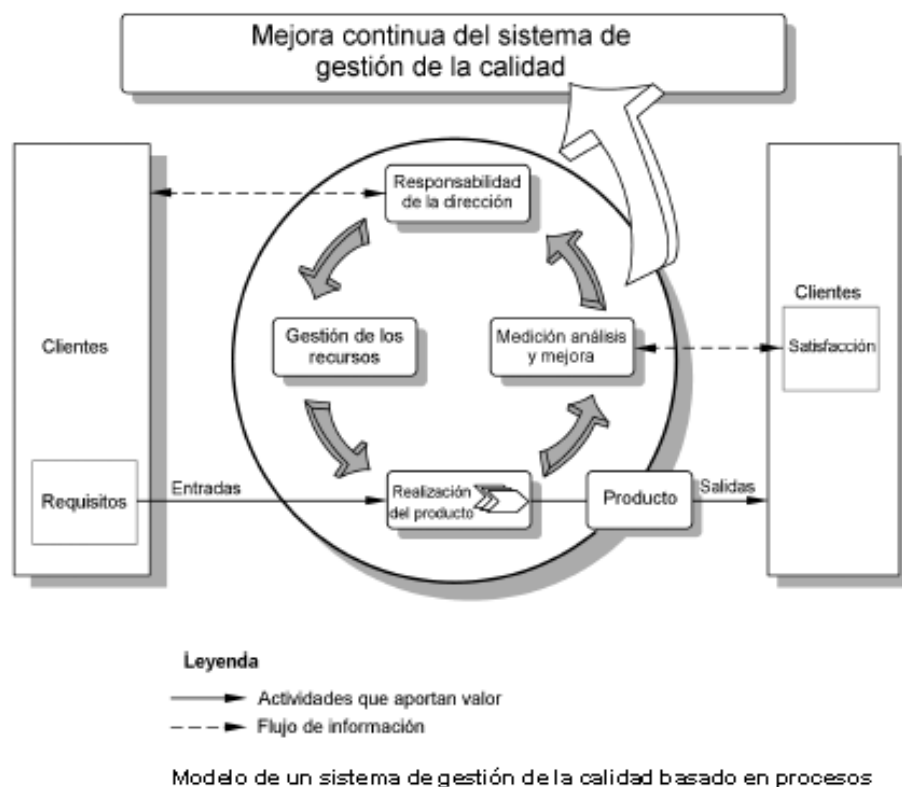 Mejora continua del sistema de
gestión de la calidad
Responsabilidad
de la dirección
Clientes
Gestión de los
recursos
Medición análisis
y mejora
Clientes
Satisfacción
Requisitos
Entradas
Realización
del producto
Producto
Salidas
Leyenda
Actividades que aportan valor
Flujo de información
Modelo de un sistema de gestión de la calidad basado en procesos